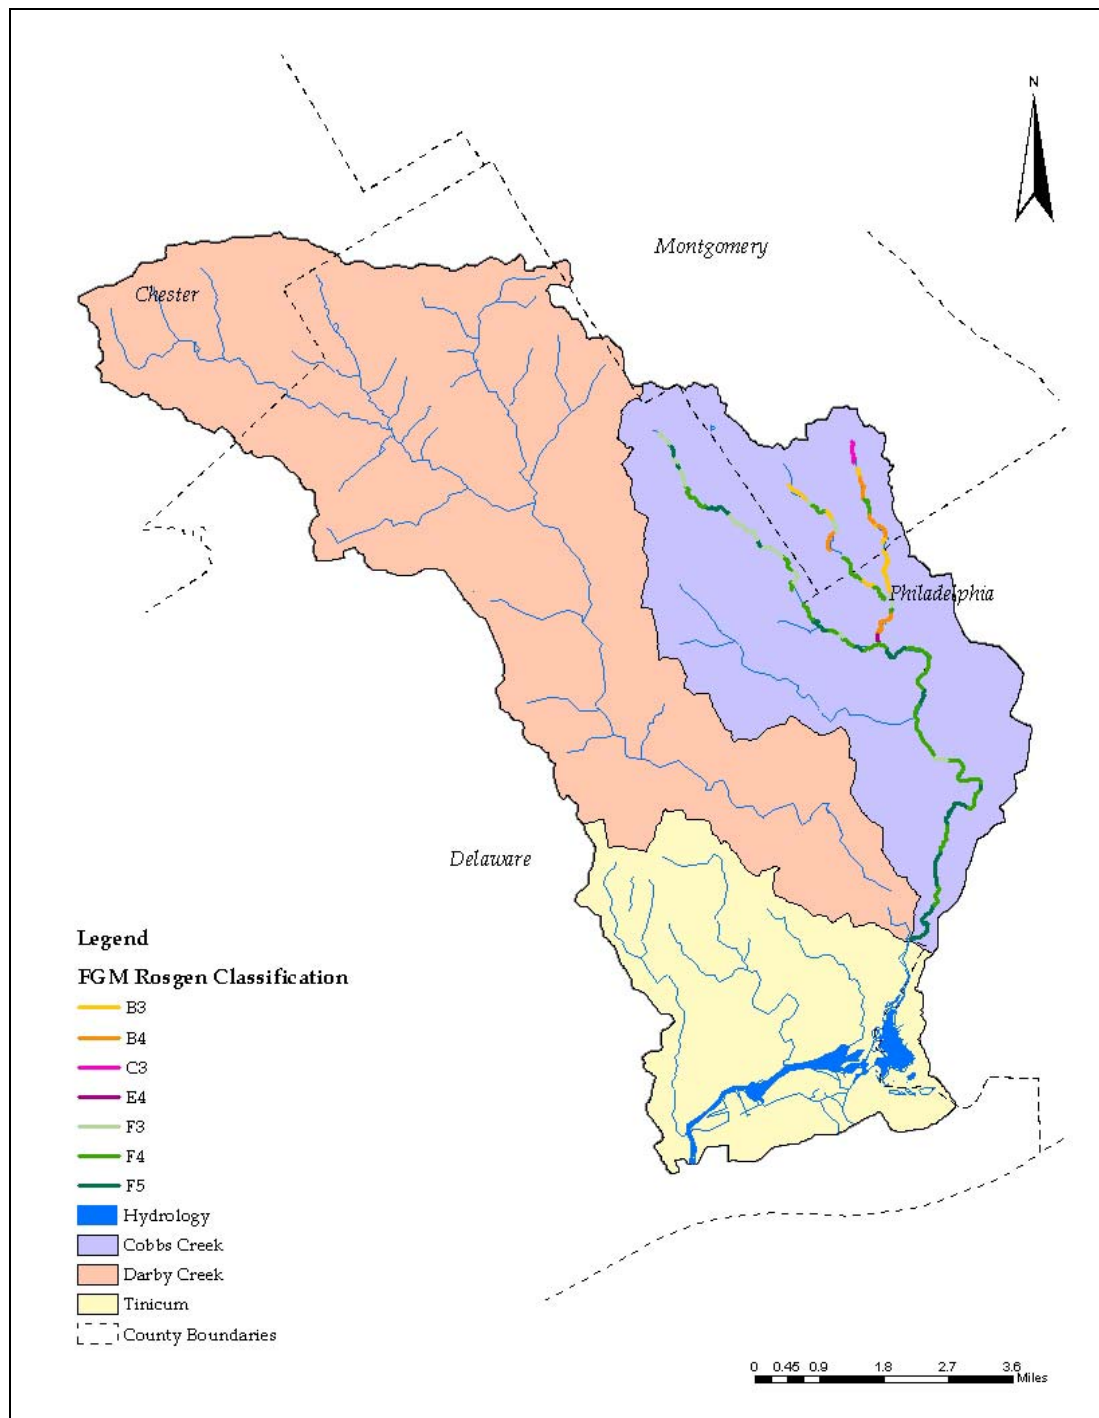 N
Montgomery
Chester
Philadelphia
Delaware
Legend
FGM Rosgen Classification
B3
B4
C3
E4
F3
F4
F5
Hydrology
Cobbs Creek
Darby Creek
Tinicum
County Boundaries
0 0.45 0.9 1.8 2.7 3.6
Miles